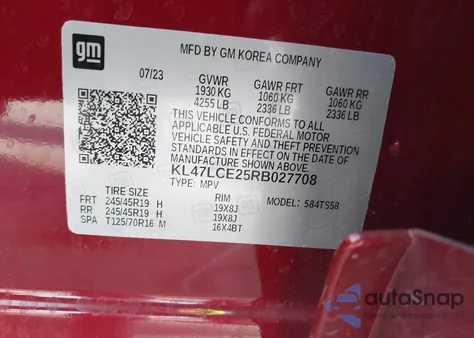 gm
MFD BY GM KOREA COMPANY
07/23 GVWR GAWR FRT GAWR RR
1930 KG 1060 KG 1060 KG
4255 LB 2336 LB 2336 LB
THIS VEHICLE CONFORMS TO ALL
APPLICABLE U.S. FEDERAL MOTOR
VEHICLE SAFETY AND THEFT PREVENTION
STANDARDS IN EFFECT ON THE DATE OF
MANUFACTURE SHOWN ABOVE.
KL47LCE25RB027708
TYPE: MPV MODEL: 584TS58
TIRE SIZE RIM
FRT 245/45R19 H 19X8J
RR 245/45R19 H 19X8J
SPA T125/70R16 M 16X4BT
autoSnap